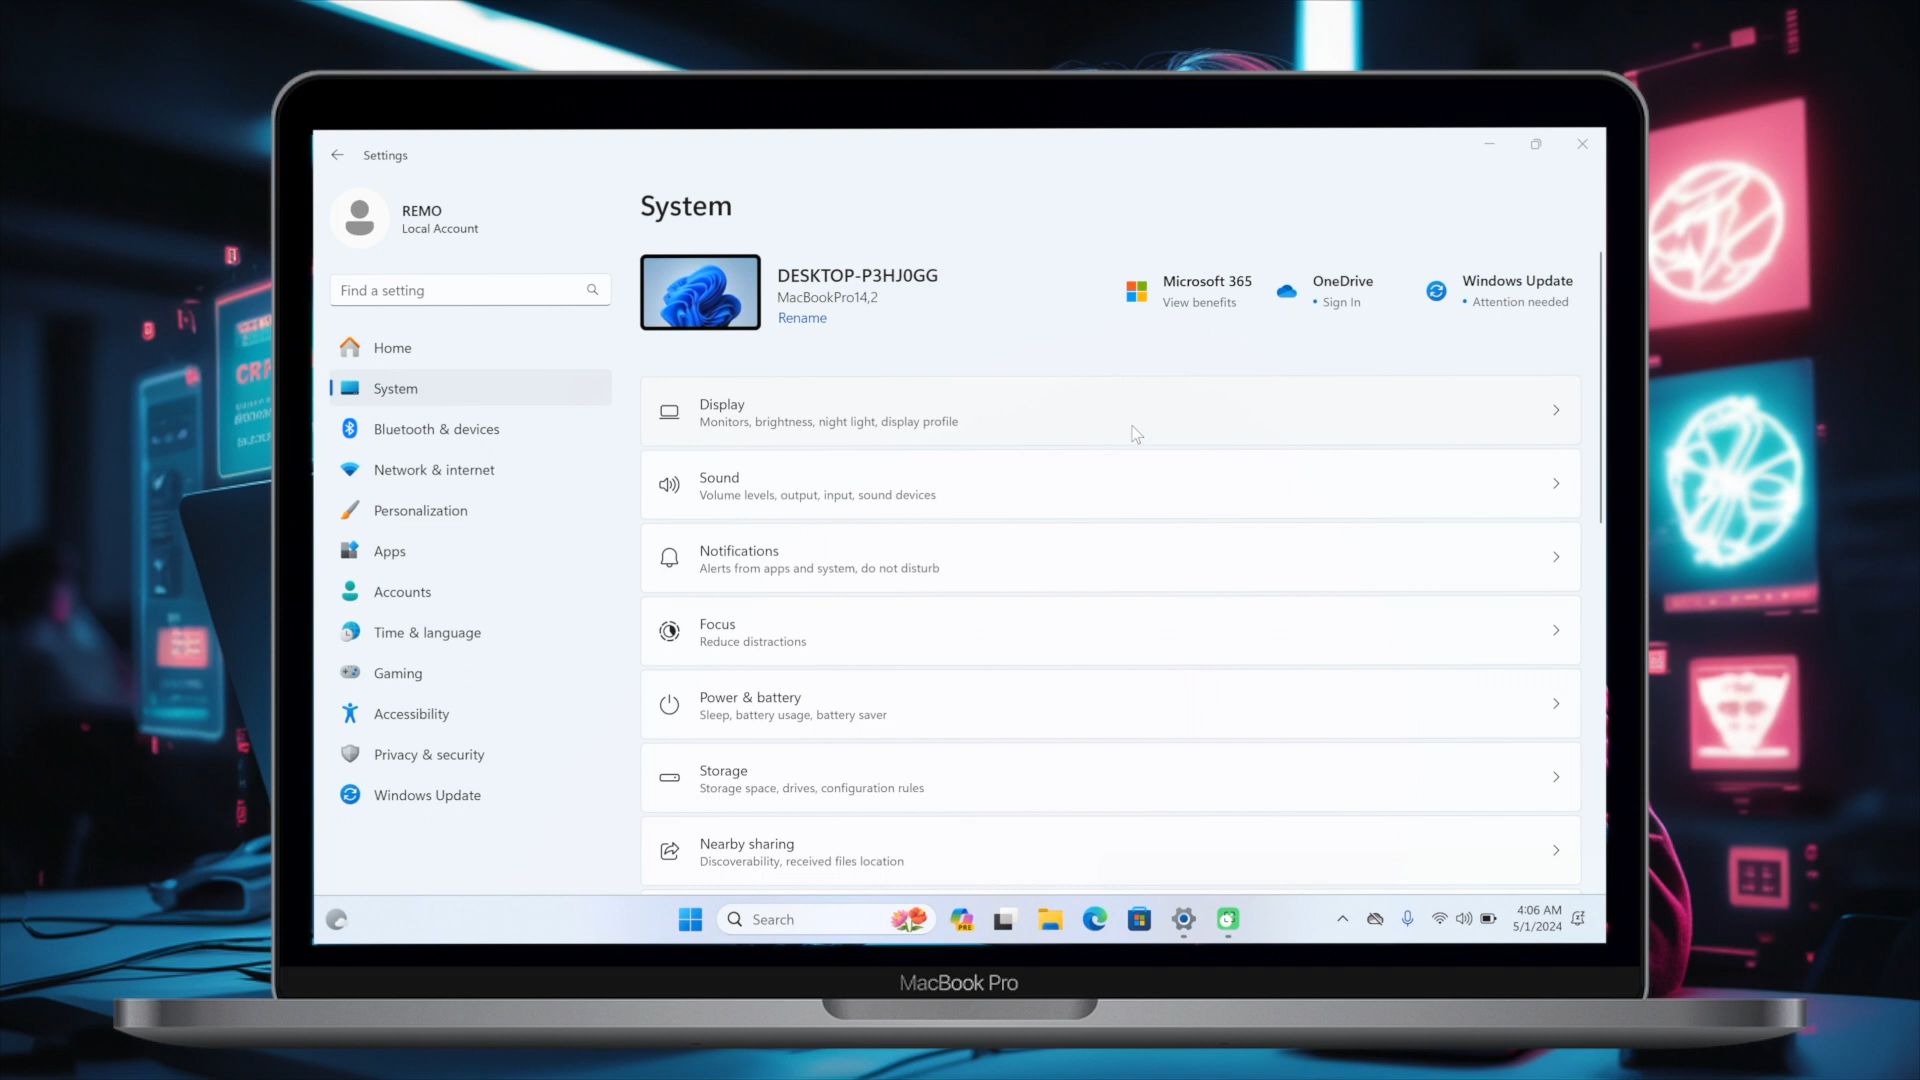 Settings
REMO
Local Account
Find a setting
Home
System
Bluetooth & devices
Network & internet
Personalization
Apps
Accounts
Time & language
Gaming
Accessibility
Privacy & security
Windows Update
System
DESKTOP-P3HJ0GG
MacBookPro14,2
Rename
Microsoft 365
View benefits
OneDrive
• Sign In
Windows Update
• Attention needed
Display
Monitors, brightness, night light, display profile
Sound
Volume levels, output, input, sound devices
Notifications
Alerts from apps and system, do not disturb
Focus
Reduce distractions
Power & battery
Sleep, battery usage, battery saver
Storage
Storage space, drives, configuration rules
Nearby sharing
Discoverability, received files location
Search
PRE
4:06 AM
5/1/2024
MacBook Pro